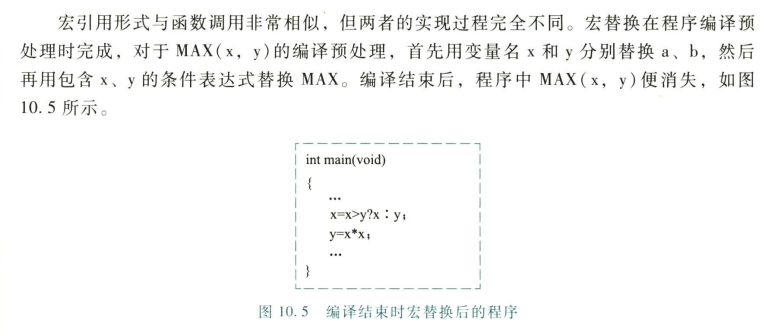 宏引用形式与函数调用非常相似，但两者的实现过程完全不同。宏替换在程序编译预
处理时完成，对于 MAX(x, y)的编译预处理，首先用变量名 x 和 y 分别替换 a、b，然后
再用包含 x、y 的条件表达式替换 MAX。编译结束后，程序中 MAX(x, y)便消失，如图
10.5 所示。
int main(void)
{
...
x=x>y?x：y;
y=x*x;
...
}
图 10.5 编译结束时宏替换后的程序